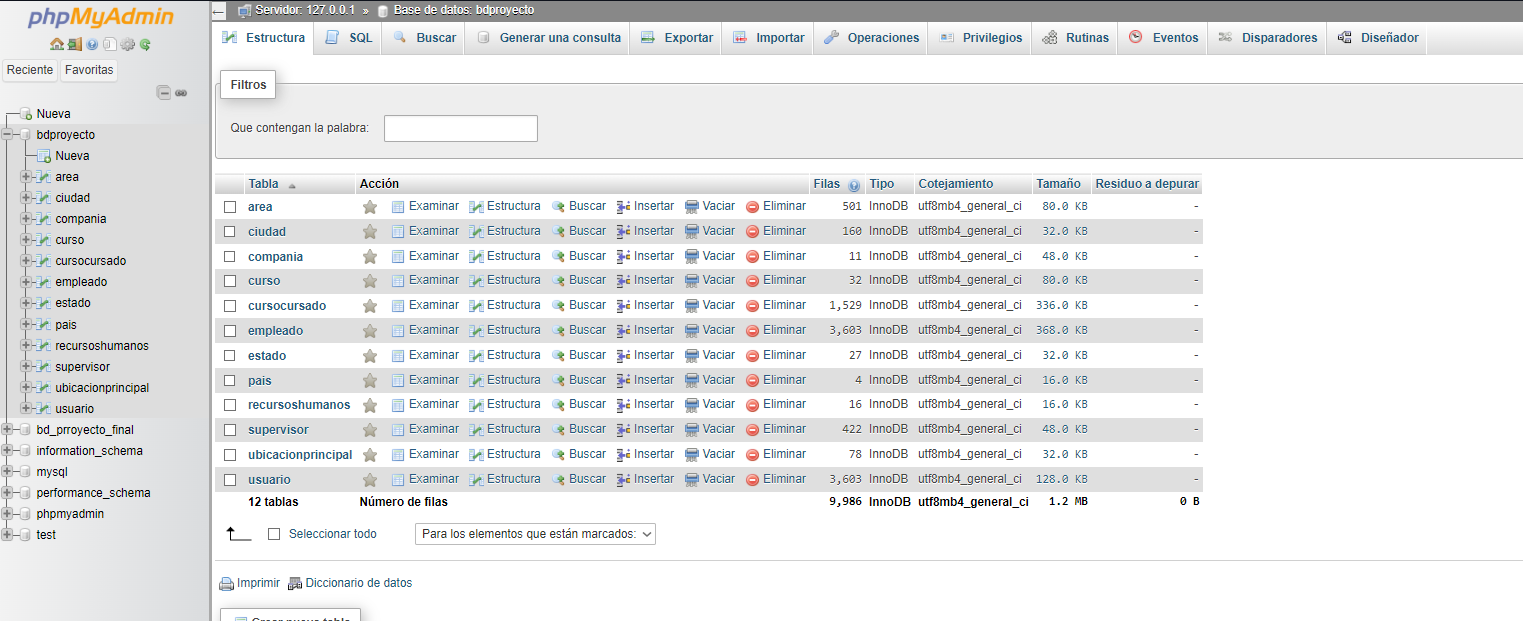 phpMyAdmin
Reciente Favoritas
Nueva
bdproyecto
Nueva
area
ciudad
compania
curso
cursocursado
empleado
estado
pais
recursoshumanos
supervisor
ubicacionprincipal
usuario
bd_prroyecto_final
information_schema
mysql
performance_schema
phpmyadmin
test
Servidor: 127.0.0.1 » Base de datos: bdproyecto
Estructura SQL Buscar Generar una consulta Exportar Importar Operaciones Privilegios Rutinas Eventos Disparadores Diseñador
Filtros
Que contengan la palabra:
Tabla Acción Filas Tipo Cotejamiento Tamaño Residuo a depurar
area Examinar Estructura Buscar Insertar Vaciar Eliminar 501 InnoDB utf8mb4_general_ci 80.0 KB -
ciudad Examinar Estructura Buscar Insertar Vaciar Eliminar 160 InnoDB utf8mb4_general_ci 32.0 KB -
compania Examinar Estructura Buscar Insertar Vaciar Eliminar 11 InnoDB utf8mb4_general_ci 48.0 KB -
curso Examinar Estructura Buscar Insertar Vaciar Eliminar 32 InnoDB utf8mb4_general_ci 80.0 KB -
cursocursado Examinar Estructura Buscar Insertar Vaciar Eliminar 1,529 InnoDB utf8mb4_general_ci 336.0 KB -
empleado Examinar Estructura Buscar Insertar Vaciar Eliminar 3,603 InnoDB utf8mb4_general_ci 368.0 KB -
estado Examinar Estructura Buscar Insertar Vaciar Eliminar 27 InnoDB utf8mb4_general_ci 32.0 KB -
pais Examinar Estructura Buscar Insertar Vaciar Eliminar 4 InnoDB utf8mb4_general_ci 16.0 KB -
recursoshumanos Examinar Estructura Buscar Insertar Vaciar Eliminar 16 InnoDB utf8mb4_general_ci 16.0 KB -
supervisor Examinar Estructura Buscar Insertar Vaciar Eliminar 422 InnoDB utf8mb4_general_ci 48.0 KB -
ubicacionprincipal Examinar Estructura Buscar Insertar Vaciar Eliminar 78 InnoDB utf8mb4_general_ci 32.0 KB -
usuario Examinar Estructura Buscar Insertar Vaciar Eliminar 3,603 InnoDB utf8mb4_general_ci 128.0 KB -
12 tablas Número de filas 9,986 InnoDB utf8mb4_general_ci 1.2 MB 0 B
Seleccionar todo Para los elementos que están marcados:
Imprimir Diccionario de datos
Crear nueva tabla